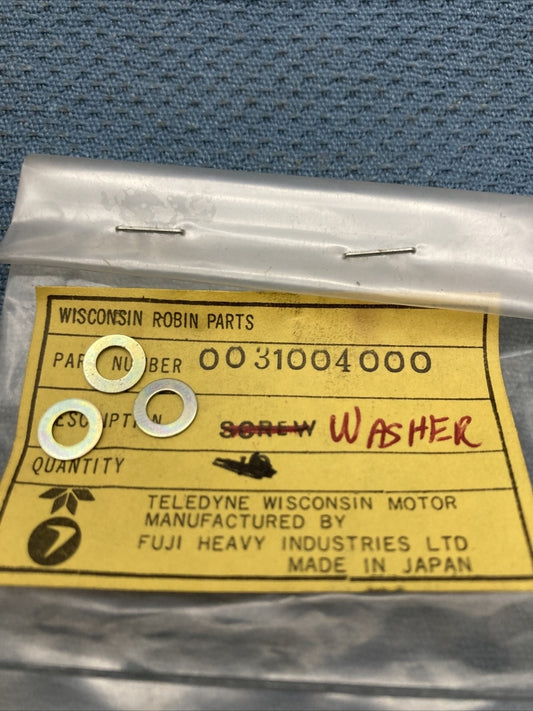 WISCONSIN ROBIN PARTS
PART NUMBER 0031004000
DESCRIPTION SCREW WASHER
QUANTITY
TELEDYNE WISCONSIN MOTOR
MANUFACTURED BY
FUJI HEAVY INDUSTRIES LTD
MADE IN JAPAN